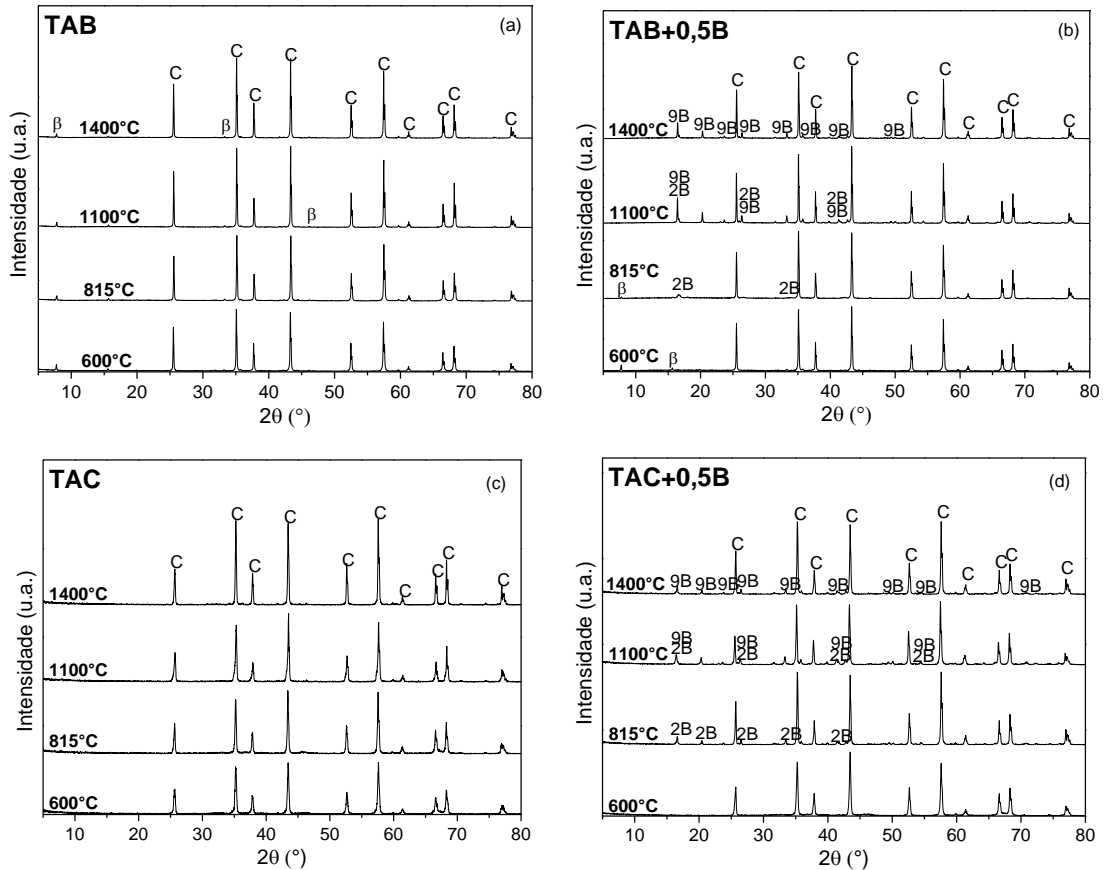 TAB
(a)
C
C
C
C
C
C
C
C
C
C
β
β
1400°C
1100°C
β
815°C
600°C
Intensidade (u.a.)
10 20 30 40 50 60 70 80
2θ (°)
TAB+0,5B
(b)
C
C
C
C
C
C
C
C
C
C
9B
9B
9B
9B
9B
9B
9B
9B
1400°C
9B
2B
2B
9B
2B
9B
1100°C
815°C
β
2B
2B
600°C
β
Intensidade (u.a.)
10 20 30 40 50 60 70 80
2θ (°)
TAC
(c)
C
C
C
C
C
C
C
C
C
C
1400°C
1100°C
815°C
600°C
Intensidade (u.a.)
10 20 30 40 50 60 70 80
2θ (°)
TAC+0,5B
(d)
C
C
C
C
C
C
C
C
C
C
1400°C
9B
9B
9B
9B
9B
9B
9B
9B
9B
9B
2B
9B
2B
9B
2B
9B
2B
1100°C
815°C
2B
2B
2B
2B
2B
600°C
Intensidade (u.a.)
10 20 30 40 50 60 70 80
2θ (°)